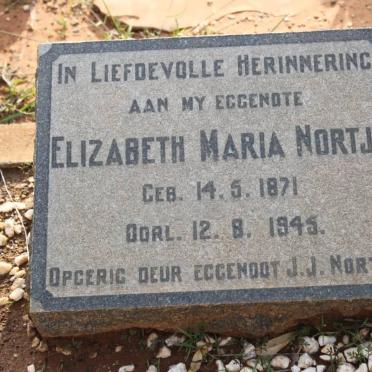 IN LIEFDEVOLLE HERINNERING
AAN MY EGGENOTE
ELIZABETH MARIA NORTJ
GEB. 14. 5. 1871
OORL. 12. 8. 1945.
OPGERIG DEUR EGGENOOT J.J. NORT